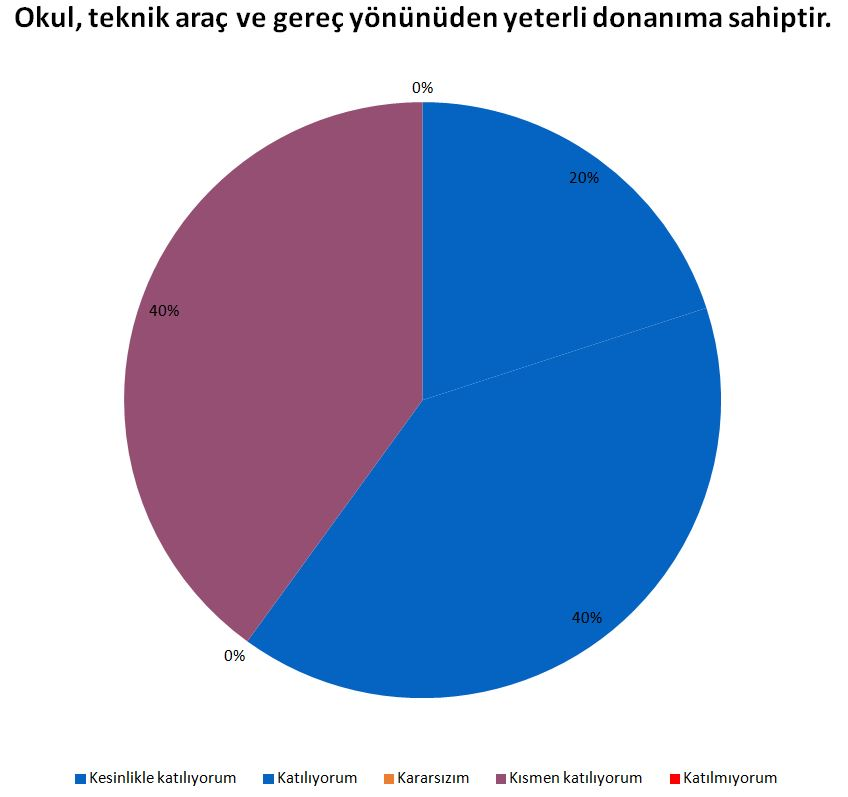 Okul, teknik araç ve gereç yönünüden yeterli donanıma sahiptir.
0%
20%
40%
40%
0%
Kesinlikle katılıyorum Katılıyorum Kararsızım Kısmen katılıyorum Katılmıyorum